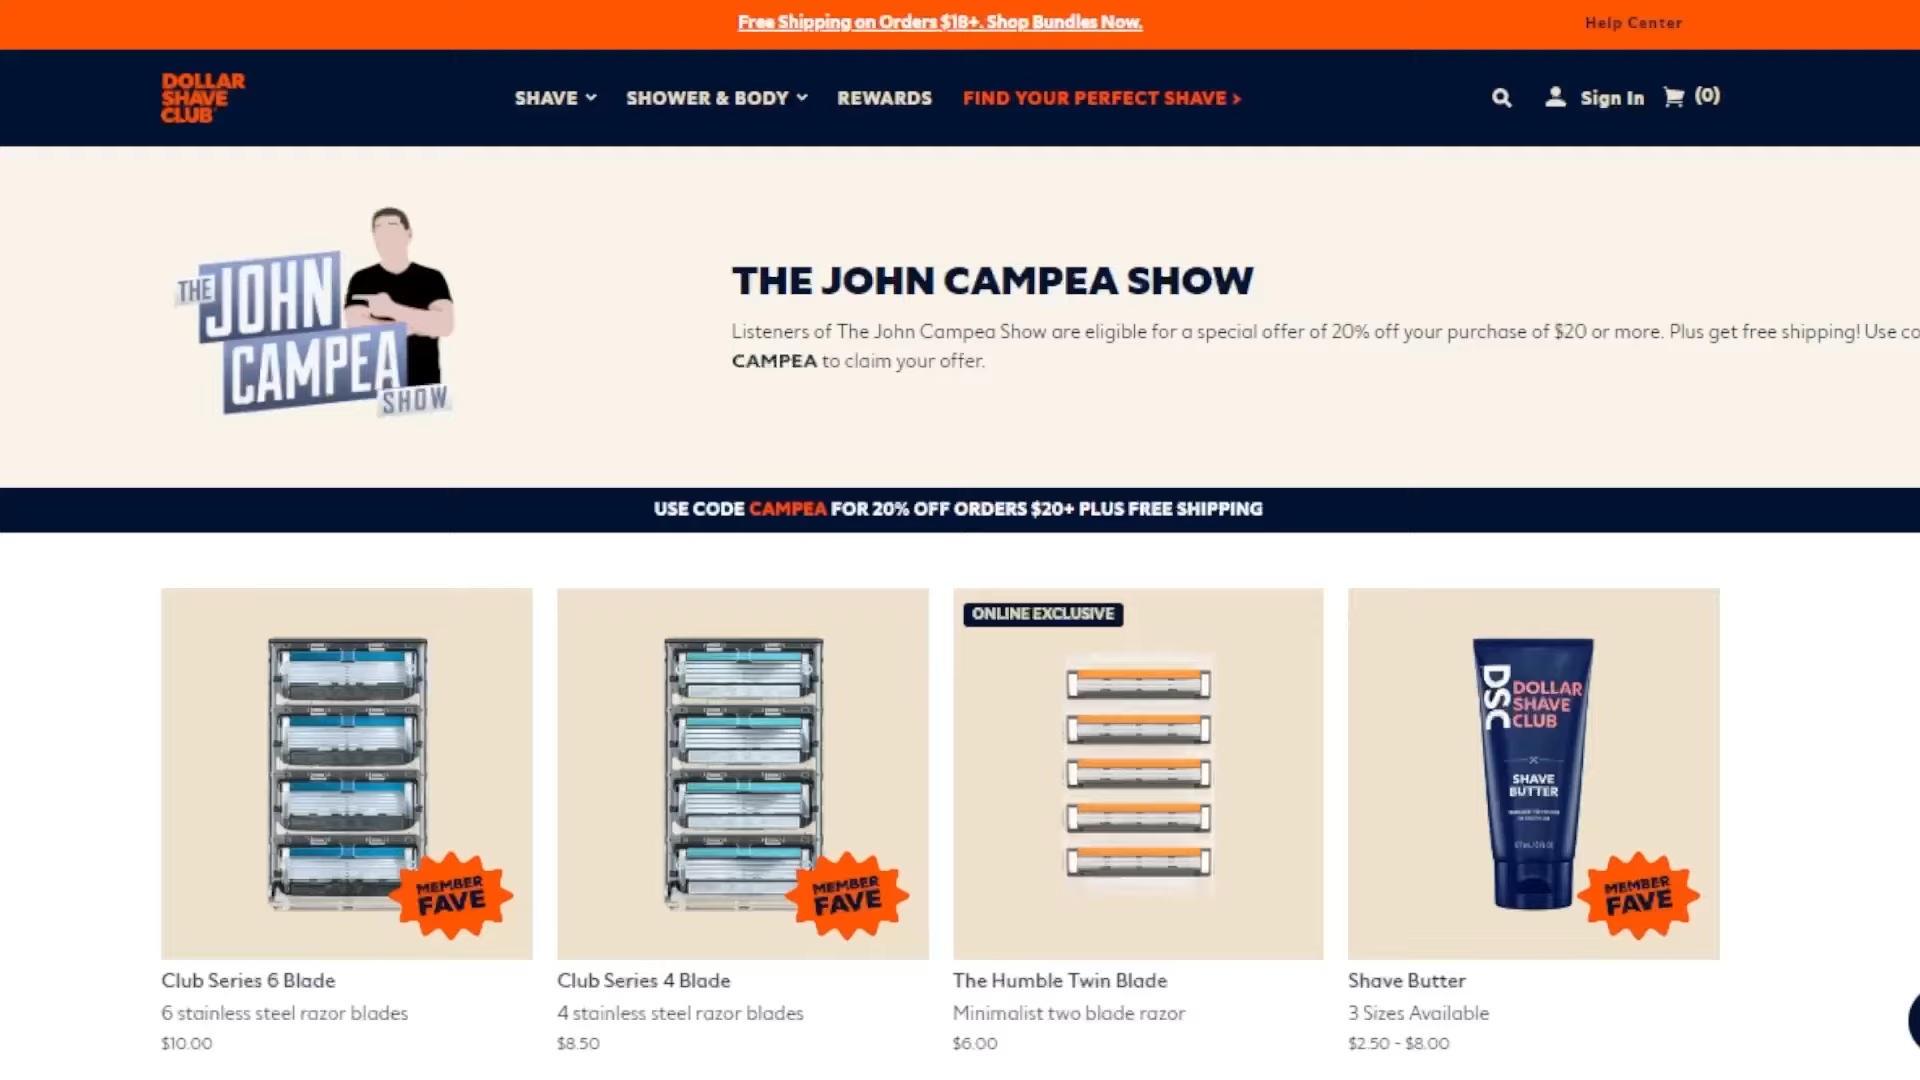 Free Shipping on Orders $18+. Shop Bundles Now.
Help Center
DOLLAR
SHAVE
CLUB
SHAVE
SHOWER & BODY
REWARDS
FIND YOUR PERFECT SHAVE >
Sign In
(0)
THE JOHN
CAMPEA
SHOW
THE JOHN CAMPEA SHOW
Listeners of The John Campea Show are eligible for a special offer of 20% off your purchase of $20 or more. Plus get free shipping! Use co
CAMPEA to claim your offer.
USE CODE CAMPEA FOR 20% OFF ORDERS $20+ PLUS FREE SHIPPING
MEMBER
FAVE
Club Series 6 Blade
6 stainless steel razor blades
$10.00
MEMBER
FAVE
Club Series 4 Blade
4 stainless steel razor blades
$8.50
ONLINE EXCLUSIVE
The Humble Twin Blade
Minimalist two blade razor
$6.00
DSC
DOLLAR
SHAVE
CLUB
SHAVE
BUTTER
MEMBER
FAVE
Shave Butter
3 Sizes Available
$2.50 - $8.00